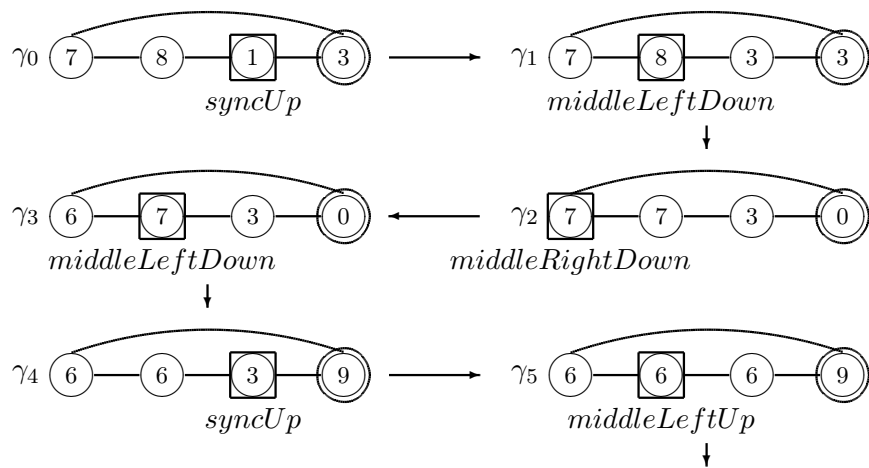 γ0 7 8 1 3 γ1 7 8 3 3
syncUp middleLeftDown
γ3 6 7 3 0 γ2 7 7 3 0
middleLeftDown middleRightDown
γ4 6 6 3 9 γ5 6 6 6 9
syncUp middleLeftUp